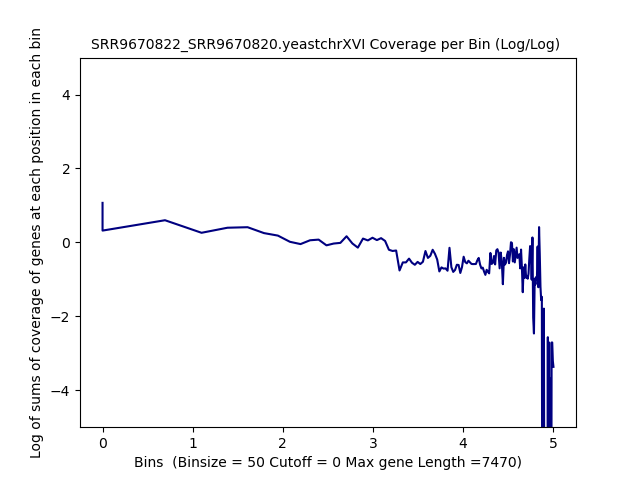 SRR9670822_SRR9670820.yeastchrXVI Coverage per Bin (Log/Log)
Log of sums of coverage of genes at each position in each bin
4
2
0
−2
−4
0 1 2 3 4 5
Bins  (Binsize = 50 Cutoff = 0 Max gene Length =7470)